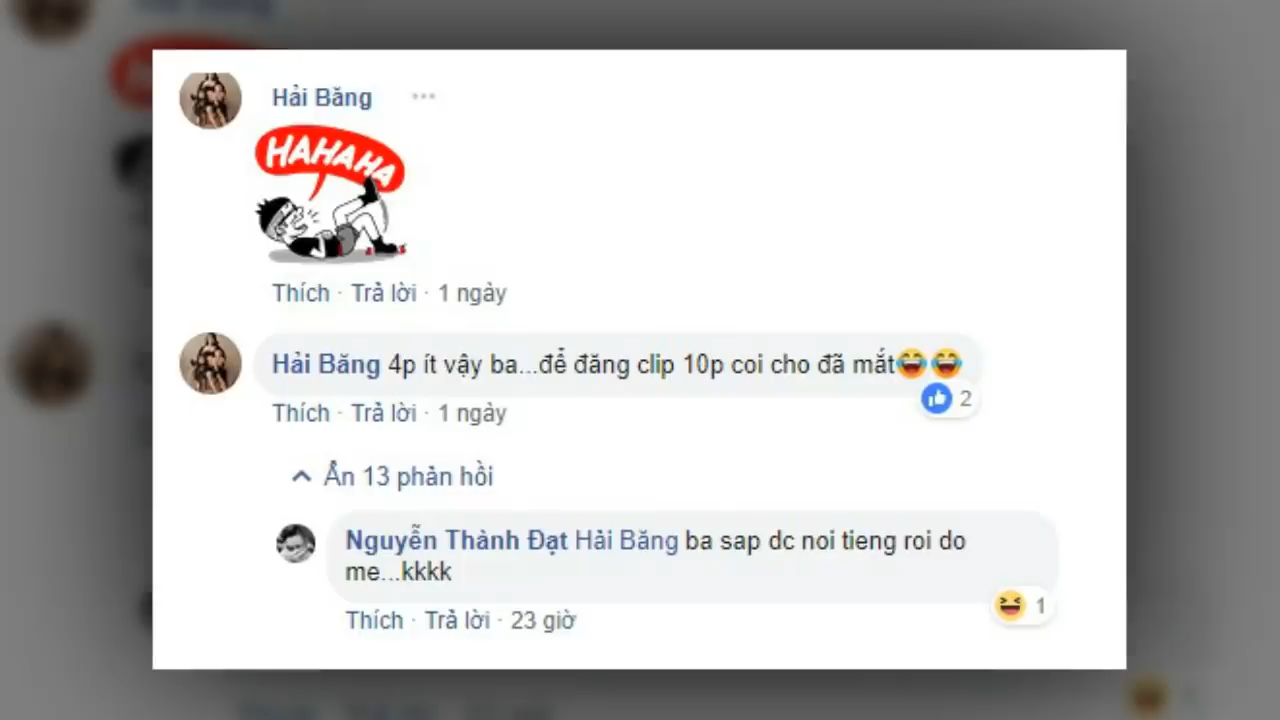 Hải Băng ...
HAHAHA
Thích · Trả lời · 1 ngày
Hải Băng 4p ít vậy ba...để đăng clip 10p coi cho đã mắt😂😂
2
Thích · Trả lời · 1 ngày
Ẩn 13 phản hồi
Nguyễn Thành Đạt Hải Băng ba sap dc noi tieng roi do
me...kkkk
1
Thích · Trả lời · 23 giờ